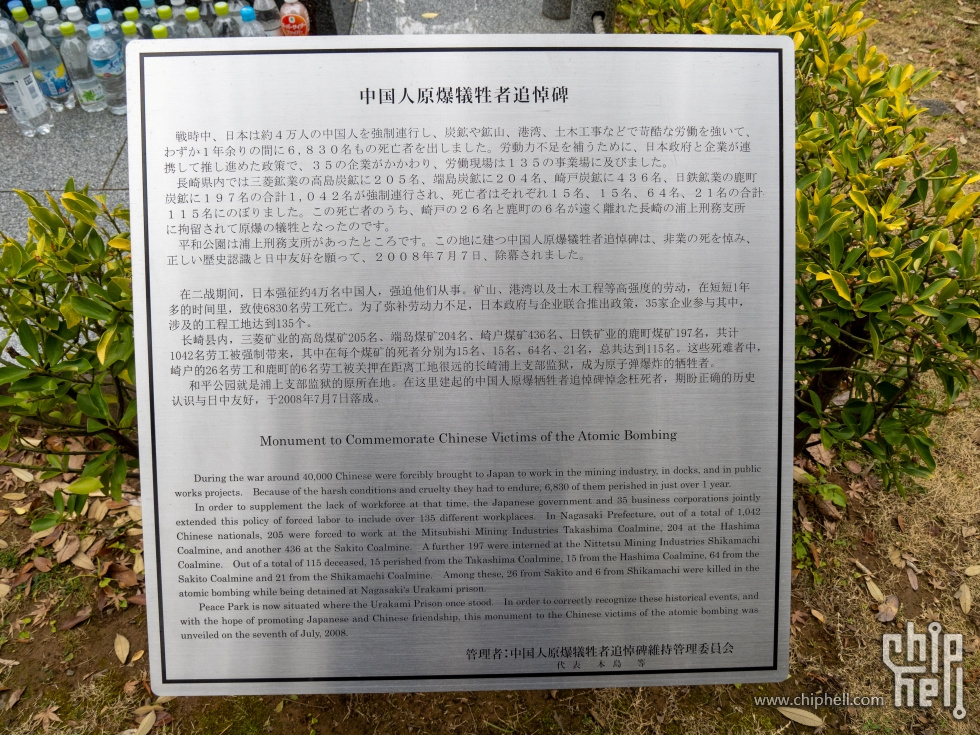 中国人原爆犠牲者追悼碑
戦時中、日本は約４万人の中国人を強制連行し、炭鉱や鉱山、港湾、土木工事などで苛酷な労働を強いて、
わずか１年余りの間に６,８３０名もの死亡者を出しました。労働力不足を補うために、日本政府と企業が連
携して推し進めた政策で、３５の企業がかかわり、労働現場は１３５の事業場に及びました。
長崎県内では三菱鉱業の高島炭鉱に２０５名、端島炭鉱に２０４名、崎戸炭鉱に４３６名、日鉄鉱業の鹿町
炭鉱に１９７名の合計１,０４２名が強制連行され、死亡者はそれぞれ１５名、１５名、６４名、２１名の合計
１１５名にのぼりました。この死亡者のうち、崎戸の２６名と鹿町の６名が遠く離れた長崎の浦上刑務支所
に拘留されて原爆の犠牲となったのです。
平和公園は浦上刑務支所があったところです。この地に建つ中国人原爆犠牲者追悼碑は、非業の死を悼み、
正しい歴史認識と日中友好を願って、２００８年７月７日、除幕されました。
在二战期间，日本强征约4万名中国人，强迫他们从事。矿山、港湾以及土木工程等高强度的劳动，在短短1年
多的时间里，致使6830名劳工死亡。为了弥补劳动力不足，日本政府与企业联合推出政策，35家企业参与其中，
涉及的工程工地达到135个。
长崎县内，三菱矿业的高岛煤矿205名、端岛煤矿204名、崎户煤矿436名、日铁矿业的鹿町煤矿197名，共计
1042名劳工被强制带来，其中在每个煤矿的死者分别为15名、15名、64名、21名，总共达到115名。这些死难者中，
崎户的26名劳工和鹿町的6名劳工被关押在距离工地很远的长崎浦上支部监狱，成为原子弹爆炸的牺牲者。
和平公园就是浦上支部监狱的原所在地。在这里建起的中国人原爆牺牲者追悼碑悼念枉死者，期盼正确的历史
认识与日中友好，于2008年7月7日落成。
Monument to Commemorate Chinese Victims of the Atomic Bombing
During the war around 40,000 Chinese were forcibly brought to Japan to work in the mining industry, in docks, and in public
works projects. Because of the harsh conditions and cruelty they had to endure, 6,830 of them perished in just over 1 year.
In order to supplement the lack of workforce at that time, the Japanese government and 35 business corporations jointly
extended this policy of forced labor to include over 135 different workplaces. In Nagasaki Prefecture, out of a total of 1,042
Chinese nationals, 205 were forced to work at the Mitsubishi Mining Industries Takashima Coalmine, 204 at the Hashima
Coalmine, and another 436 at the Sakito Coalmine. A further 197 were interned at the Nittetsu Mining Industries Shikamachi
Coalmine. Out of a total of 115 deceased, 15 perished from the Takashima Coalmine, 15 from the Hashima Coalmine, 64 from the
Sakito Coalmine and 21 from the Shikamachi Coalmine. Among these, 26 from Sakito and 6 from Shikamachi were killed in the
atomic bombing while being detained at Nagasaki's Urakami prison.
Peace Park is now situated where the Urakami Prison once stood. In order to correctly recognize these historical events, and
with the hope of promoting Japanese and Chinese friendship, this monument to the Chinese victims of the atomic bombing was
unveiled on the seventh of July, 2008.
管理者：中国人原爆犠牲者追悼碑維持管理委員会
代表 本島 等
www.chiphell.com
chip
hell